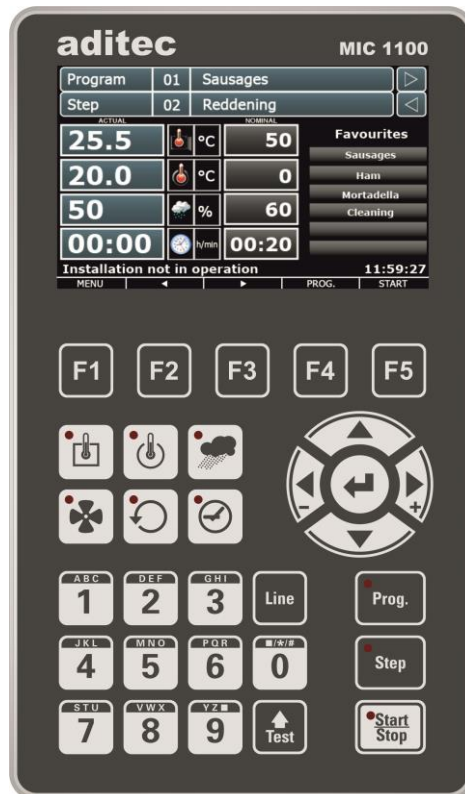 aditec MIC 1100
Program 01 Sausages
Step 02 Reddening
ACTUAL NOMINAL
25.5 °C 50 Favourites
Sausages
20.0 °C 0 Ham
Mortadella
50 % 60 Cleaning
00:00 h/min 00:20
Installation not in operation 11:59:27
MENU PROG. START
F1 F2 F3 F4 F5
- +
ABC DEF GHI
1 2 3 Line Prog.
JKL MNO PQR ■/*/#
4 5 6 0 Step
STU VWX YZ■
7 8 9 Test Start
Stop